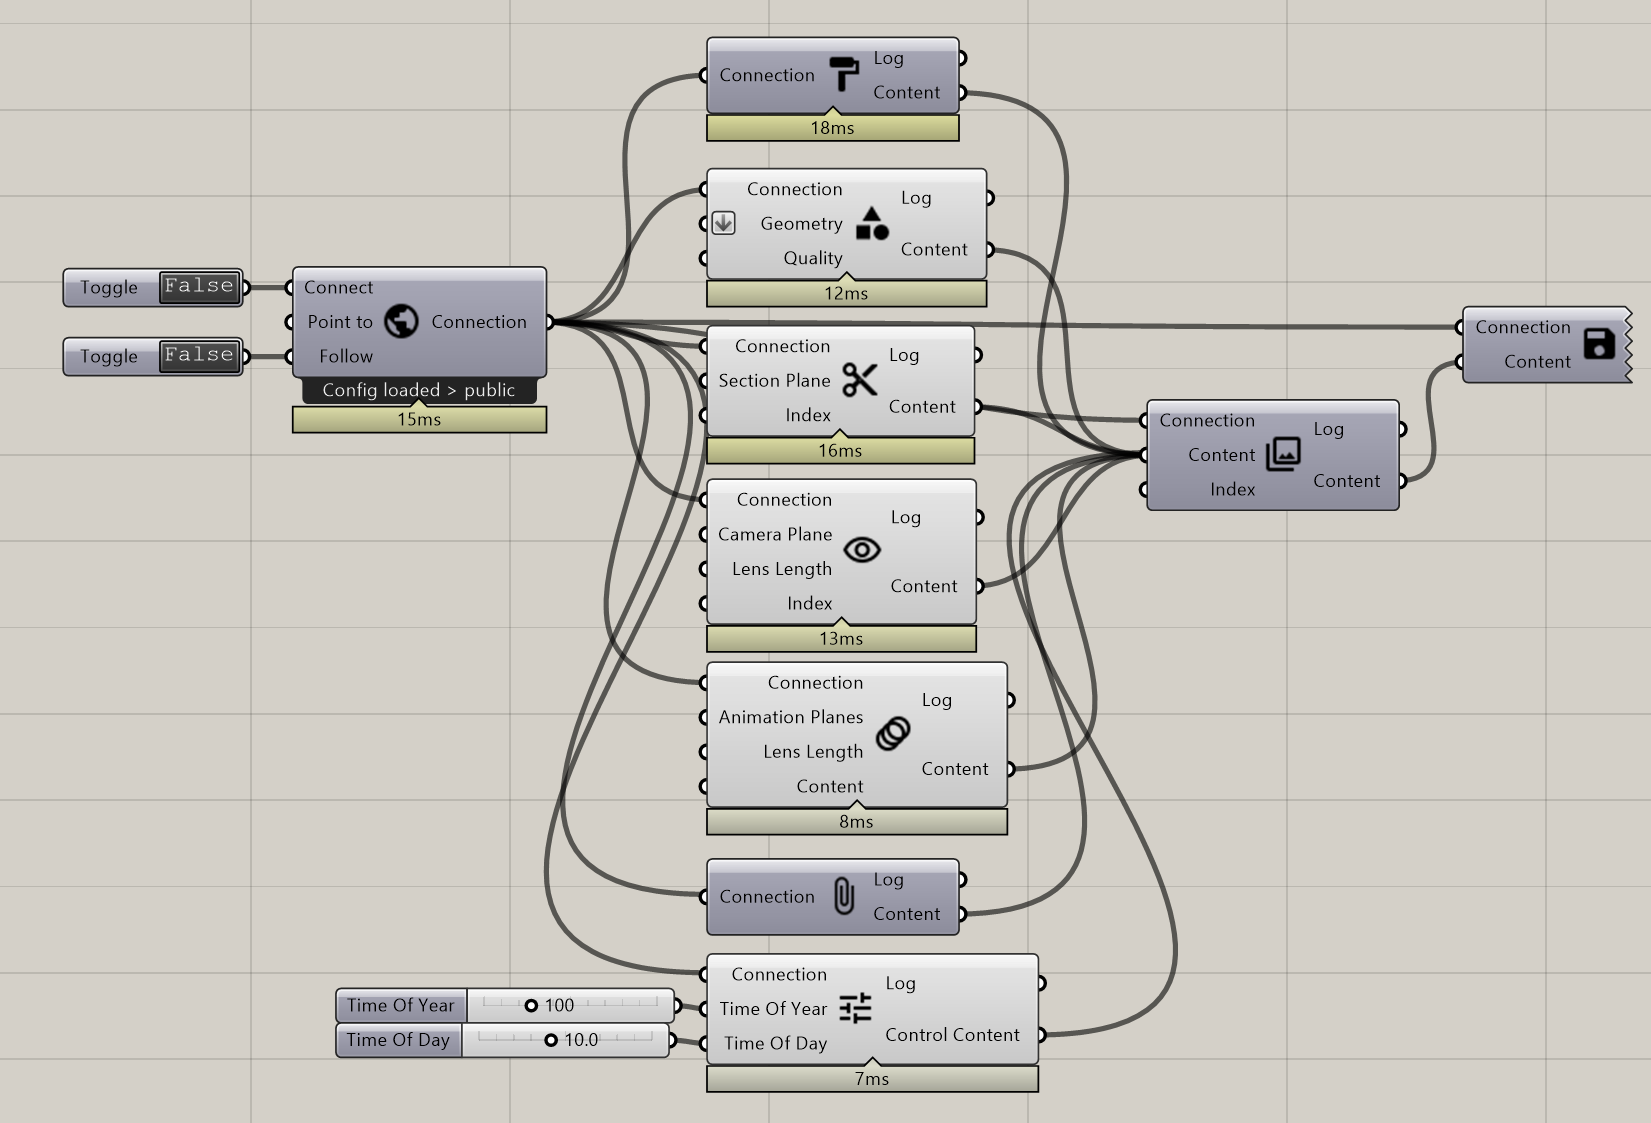 Toggle False
Toggle False
Connect
Point to
Follow
Connection
Config loaded > public
15ms
Connection
Log
Content
18ms
Connection
Geometry
Quality
Log
Content
12ms
Connection
Section Plane
Index
Log
Content
16ms
Connection
Camera Plane
Lens Length
Index
Log
Content
13ms
Connection
Animation Planes
Lens Length
Content
Log
Content
8ms
Connection
Log
Content
Time Of Year 100
Time Of Day 10.0
Connection
Time Of Year
Time Of Day
Log
Control Content
7ms
Connection
Content
Index
Log
Content
Connection
Content